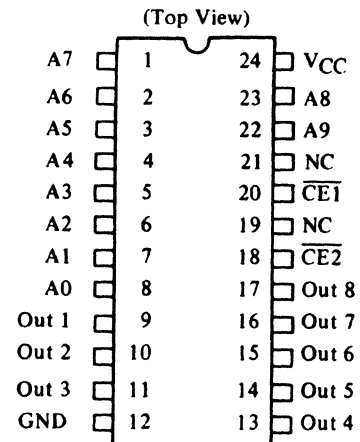 (Top View)
A7 1 24 VCC
A6 2 23 A8
A5 3 22 A9
A4 4 21 NC
A3 5 20 CE1
A2 6 19 NC
A1 7 18 CE2
A0 8 17 Out 8
Out 1 9 16 Out 7
Out 2 10 15 Out 6
Out 3 11 14 Out 5
GND 12 13 Out 4